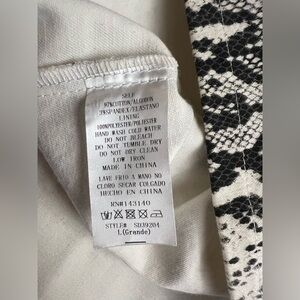 SELF
97%COTTON/ALGODON
3%SPANDEX/ELASTANO
LINING
100%POLYESTER/POLIESTER
HAND WASH COLD WATER
DO NOT BLEACH
DO NOT TUMBLE DRY
DO NOT DRY CLEAN
LOW IRON
MADE IN CHINA
LAVE FRIO A MANO NO
CLORO SECAR COLGADO
HECHO EN CHINA
RN#143140
STYLE# SD39204
L(Grande)